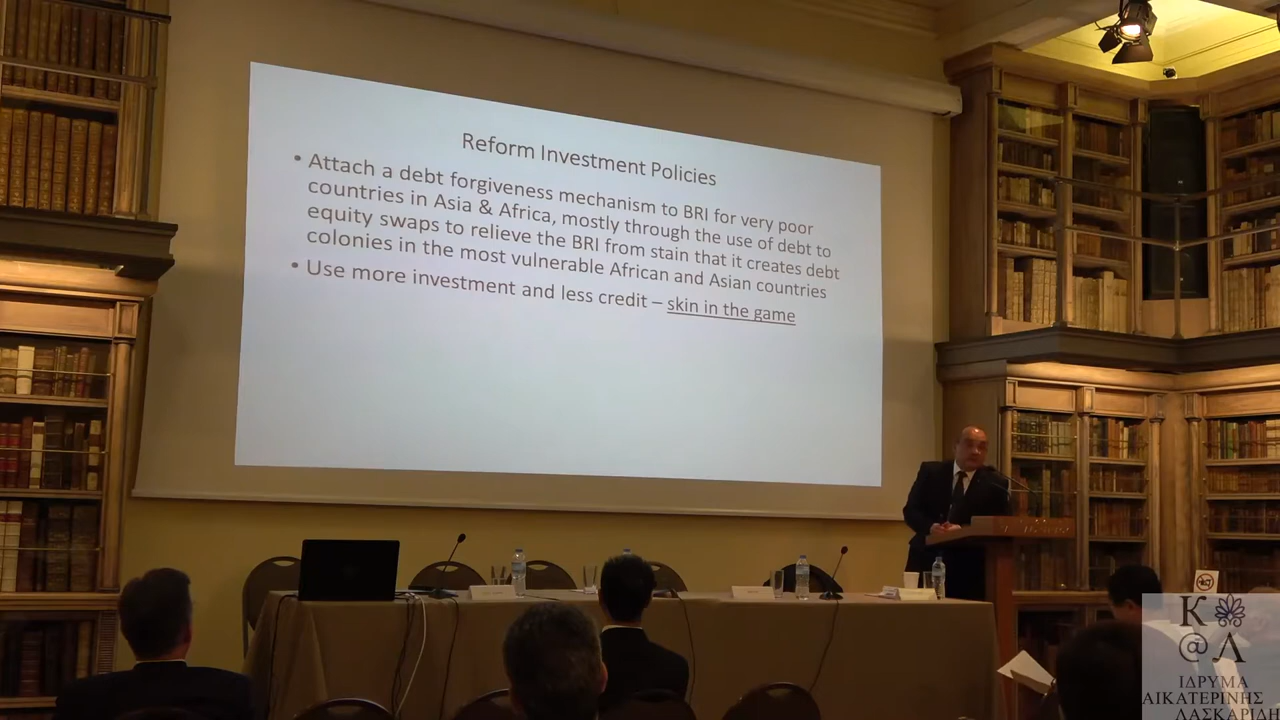 Reform Investment Policies
• Attach a debt forgiveness mechanism to BRI for very poor
countries in Asia & Africa, mostly through the use of debt to
equity swaps to relieve the BRI from stain that it creates debt
colonies in the most vulnerable African and Asian countries
• Use more investment and less credit – skin in the game
Κ
@ Λ
ΙΔΡΥΜΑ
ΑΙΚΑΤΕΡΙΝΗΣ
ΛΑΣΚΑΡΙΔΗ